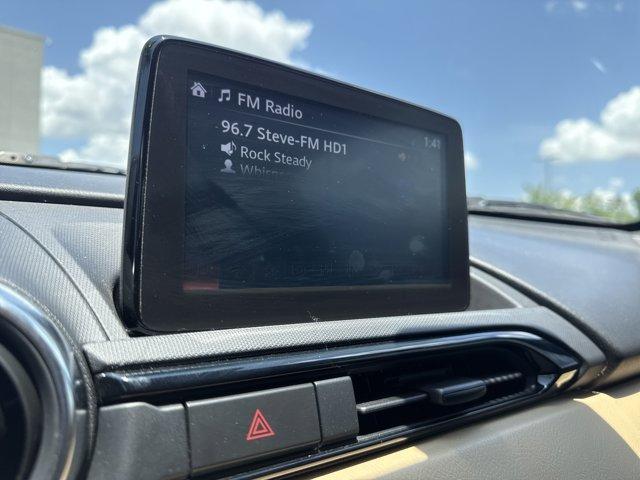 FM Radio
1:41
96.7 Steve-FM HD1
Rock Steady